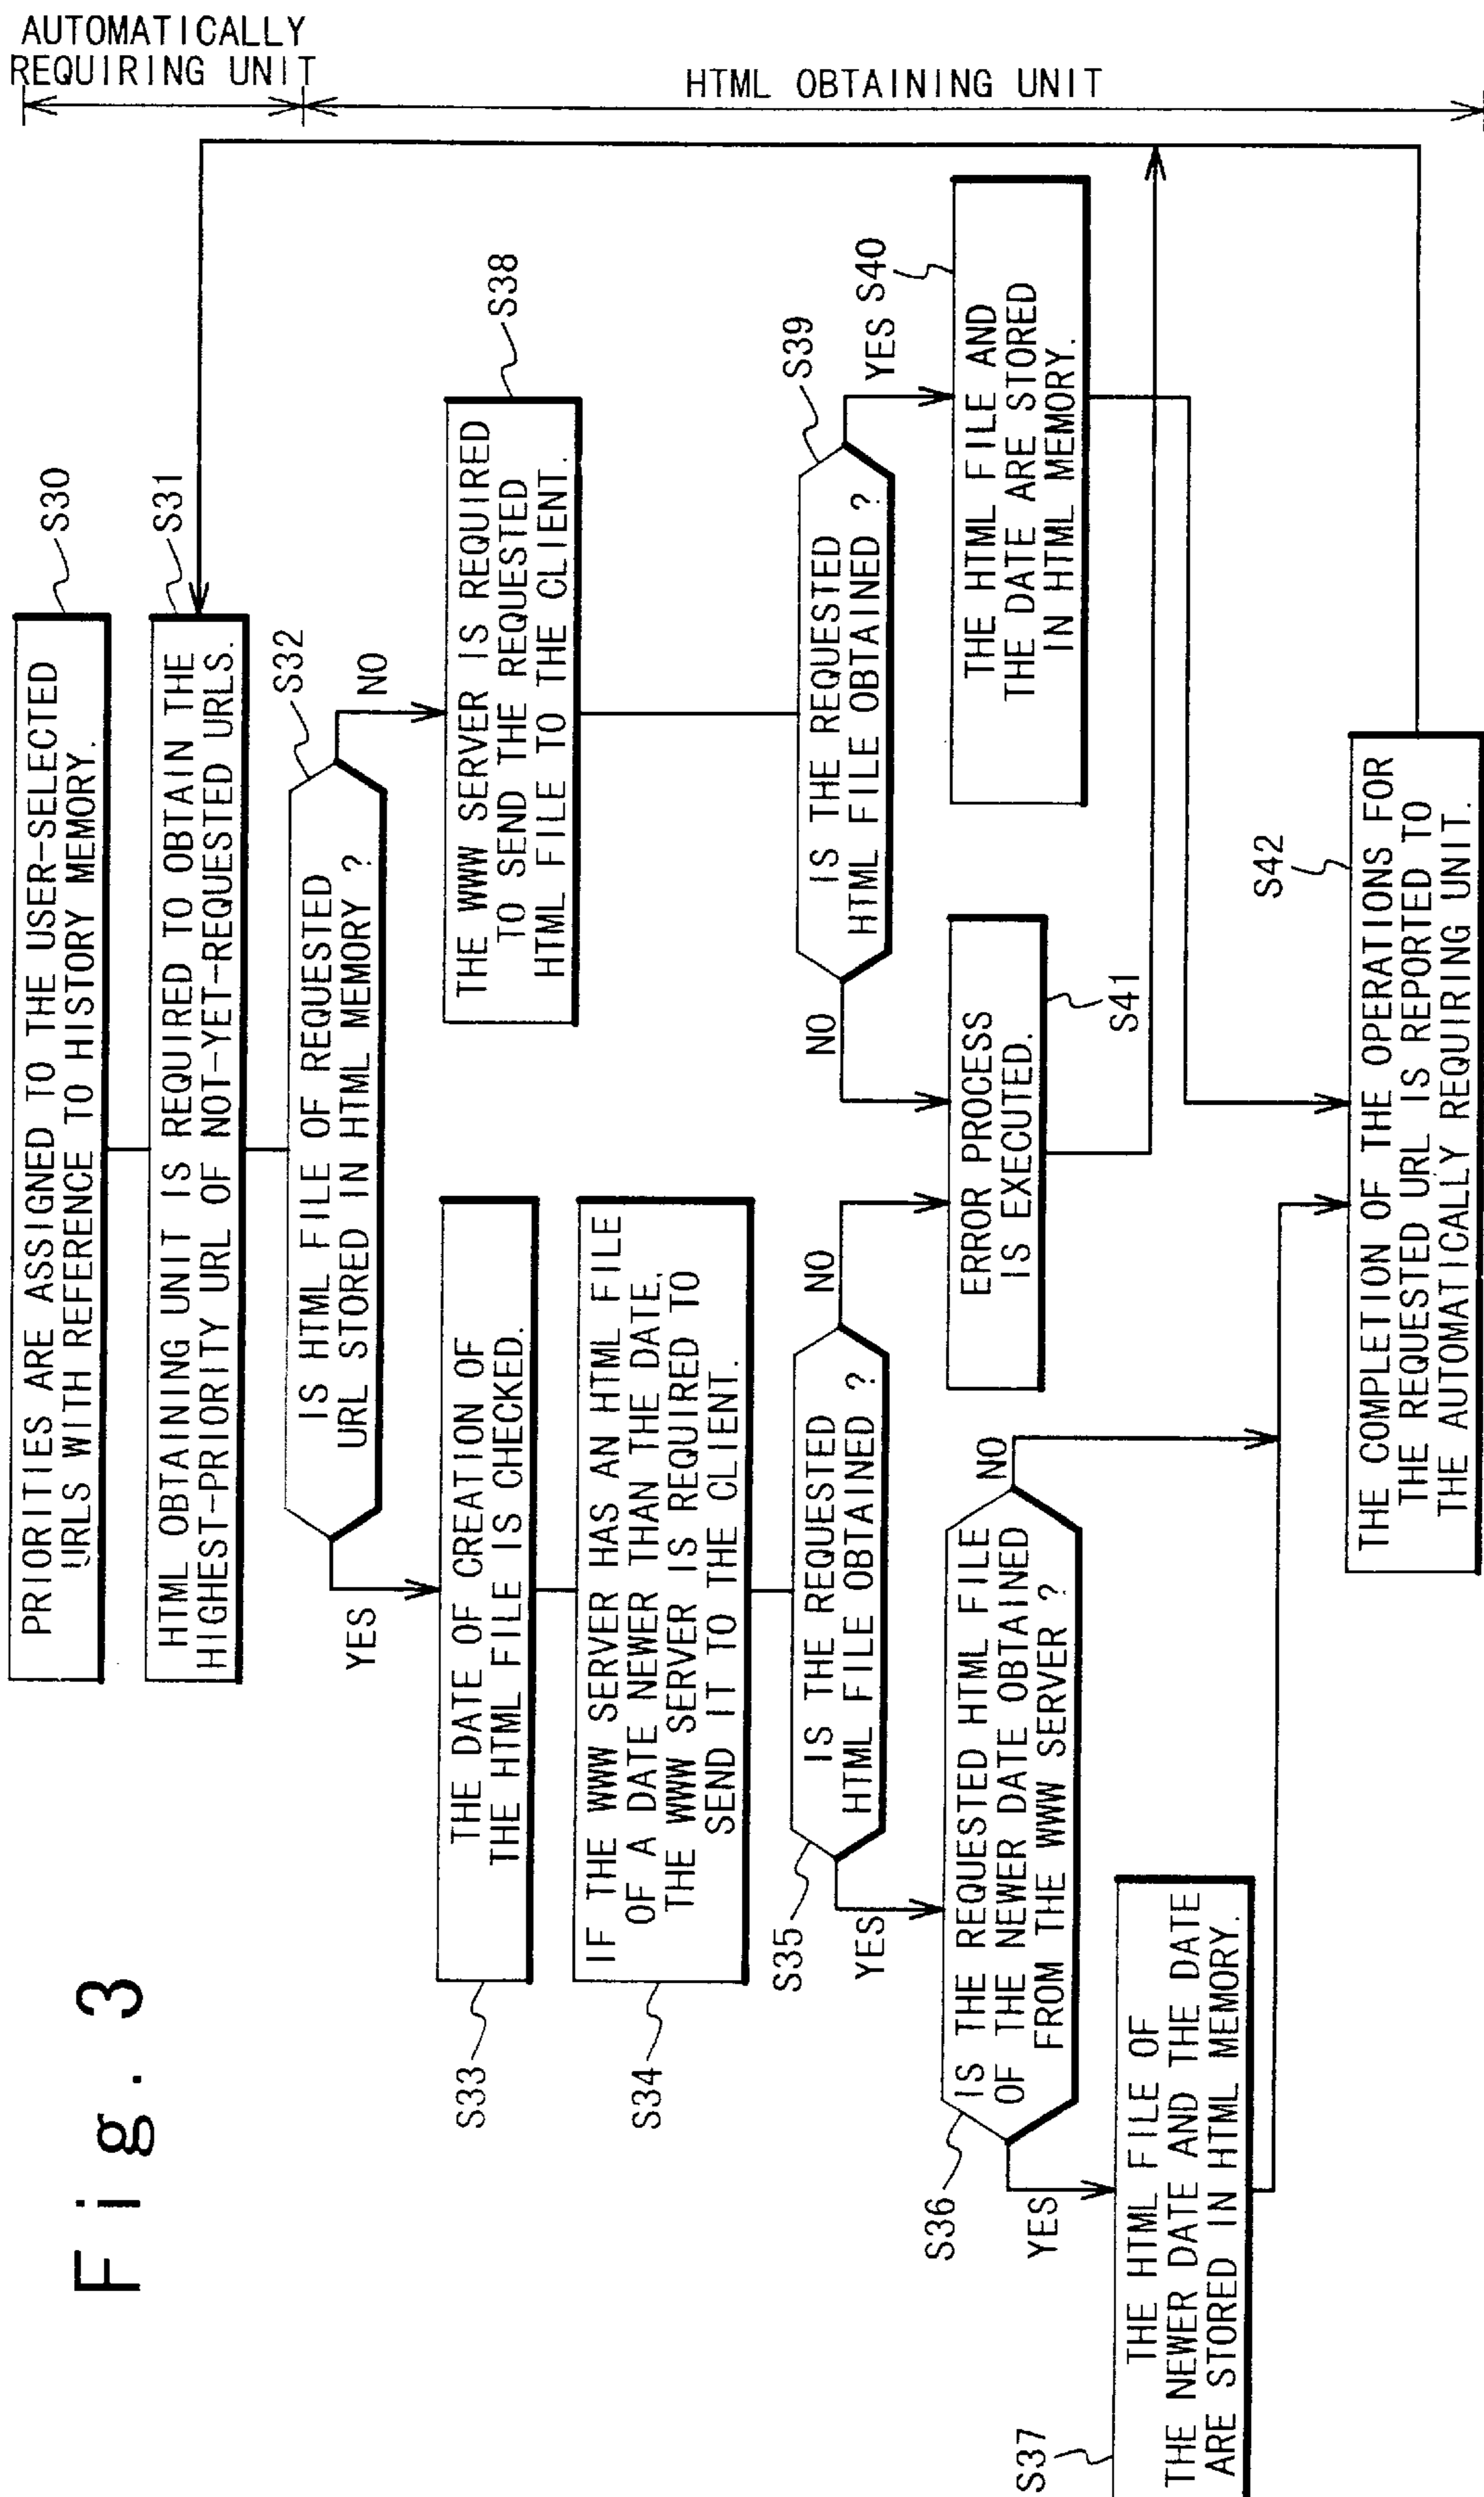 Fig. 3
AUTOMATICALLY
REQUIRING UNIT
HTML OBTAINING UNIT
S30
PRIORITIES ARE ASSIGNED TO THE USER-SELECTED
URLS WITH REFERENCE TO HISTORY MEMORY.
S31
HTML OBTAINING UNIT IS REQUIRED TO OBTAIN THE
HIGHEST-PRIORITY URL OF NOT-YET-REQUESTED URLS.
S32
IS HTML FILE OF REQUESTED
URL STORED IN HTML MEMORY ?
YES
NO
S33
THE DATE OF CREATION OF
THE HTML FILE IS CHECKED.
S38
THE WWW SERVER IS REQUIRED
TO SEND THE REQUESTED
HTML FILE TO THE CLIENT.
S34
IF THE WWW SERVER HAS AN HTML FILE
OF A DATE NEWER THAN THE DATE,
THE WWW SERVER IS REQUIRED TO
SEND IT TO THE CLIENT.
S35
IS THE REQUESTED
HTML FILE OBTAINED ?
YES
NO
S39
IS THE REQUESTED
HTML FILE OBTAINED ?
NO
YES
S36
IS THE REQUESTED HTML FILE
OF THE NEWER DATE OBTAINED
FROM THE WWW SERVER ?
YES
NO
ERROR PROCESS
IS EXECUTED.
S41
S40
THE HTML FILE AND
THE DATE ARE STORED
IN HTML MEMORY.
S37
THE HTML FILE OF
THE NEWER DATE AND THE DATE
ARE STORED IN HTML MEMORY.
S42
THE COMPLETION OF THE OPERATIONS FOR
THE REQUESTED URL IS REPORTED TO
THE AUTOMATICALLY REQUIRING UNIT.